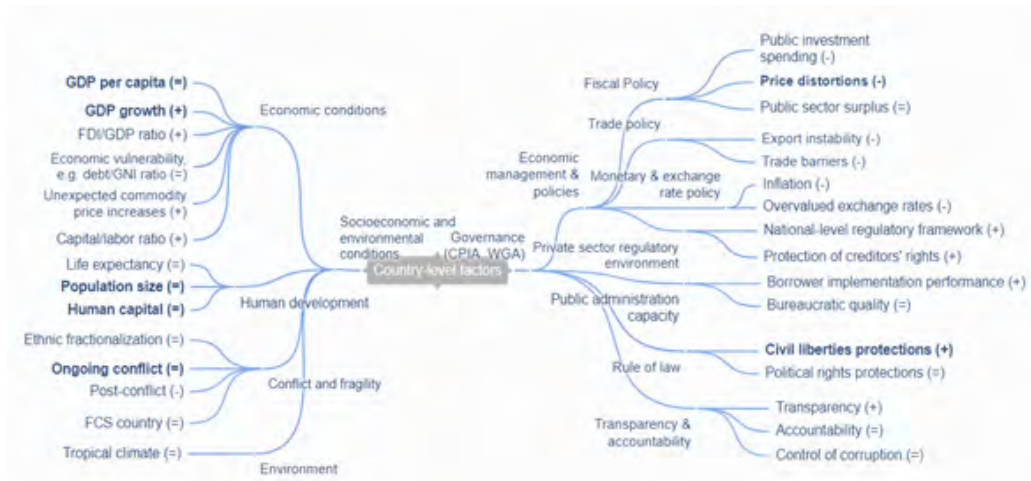 GDP per capita (=)
GDP growth (+)
FDI/GDP ratio (+)
Economic vulnerability,
e.g. debt/GNI ratio (=)
Unexpected commodity
price increases (+)
Capital/labor ratio (+)
Life expectancy (=)
Population size (=)
Human capital (=)
Ethnic fractionalization (=)
Ongoing conflict (=)
Post-conflict (-)
FCS country (=)
Tropical climate (=)
Economic conditions
Human development
Conflict and fragility
Environment
Socioeconomic and
environmental
conditions
Country-level factors
Governance
(CPIA, WGA)
Economic
management &
policies
Fiscal Policy
Trade policy
Monetary & exchange
rate policy
Private sector regulatory
environment
Public administration
capacity
Rule of law
Transparency &
accountability
Public investment
spending (-)
Price distortions (-)
Public sector surplus (=)
Export instability (-)
Trade barriers (-)
Inflation (-)
Overvalued exchange rates (-)
National-level regulatory framework (+)
Protection of creditors' rights (+)
Borrower implementation performance (+)
Bureaucratic quality (=)
Civil liberties protections (+)
Political rights protections (=)
Transparency (+)
Accountability (=)
Control of corruption (=)